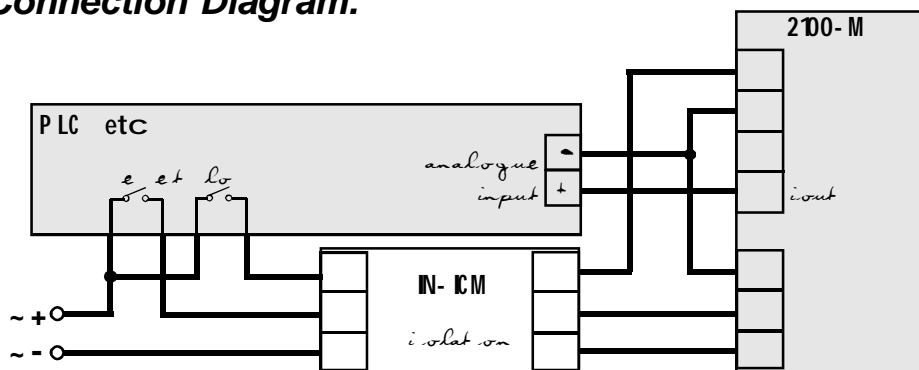 Connection Diagram.
2100-M
PLC etc
analogue
input
-
+
iout
IN-ICM
~+
~-